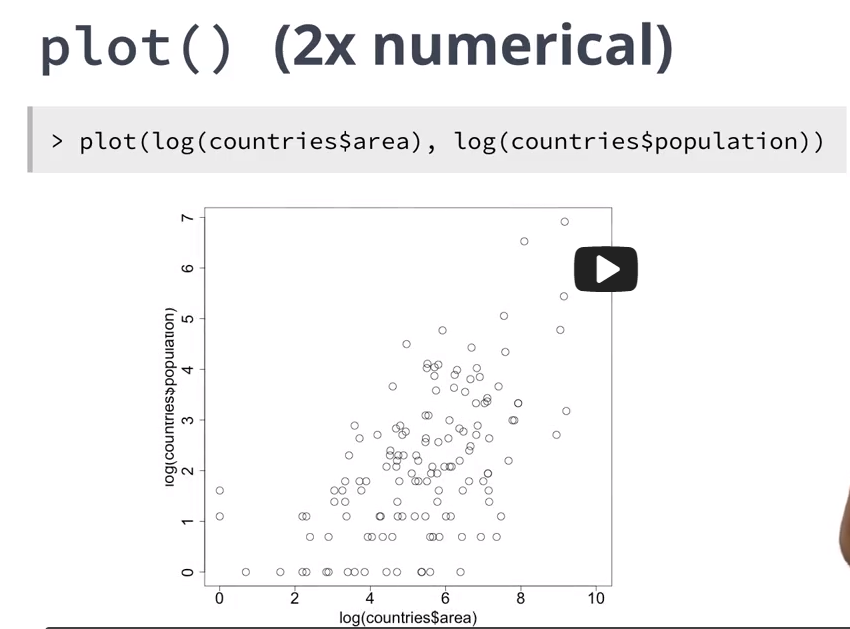 plot() (2x numerical)
> plot(log(countries$area), log(countries$population))
log(countries$population)
7
6
5
4
3
2
1
0
0 2 4 6 8 10
log(countries$area)